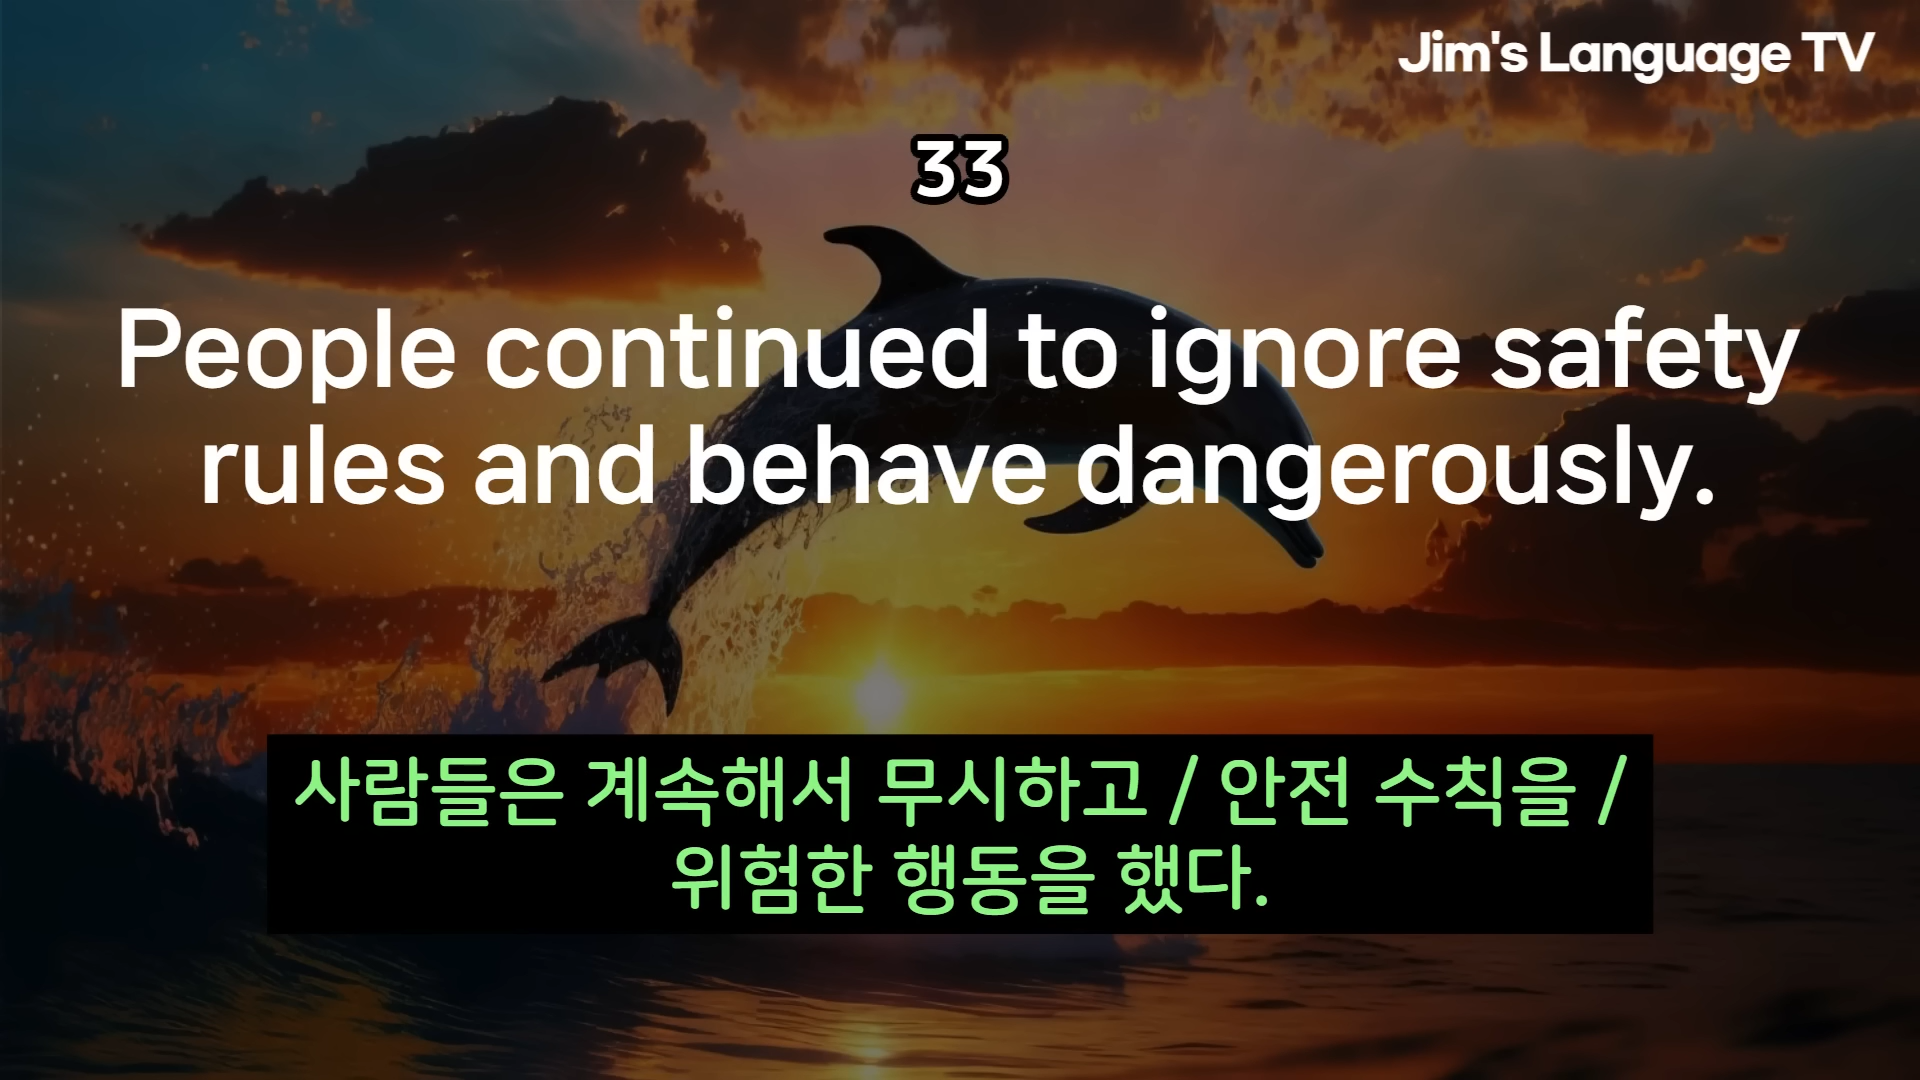 Jim's Language TV
33
People continued to ignore safety
rules and behave dangerously.
사람들은 계속해서 무시하고 / 안전 수칙을 /
위험한 행동을 했다.